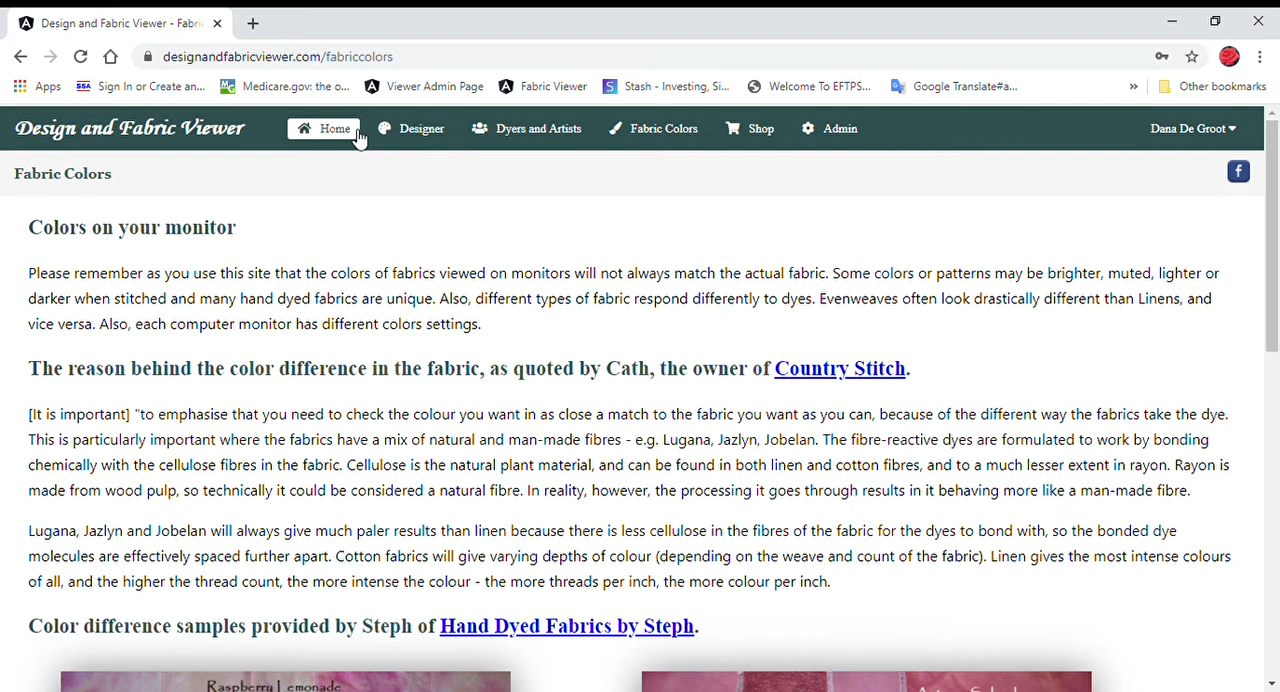 Design and Fabric Viewer - Fabric
designandfabricviewer.com/fabriccolors
Apps SSA Sign In or Create an... Medicare.gov: the o... Viewer Admin Page Fabric Viewer S Stash - Investing, Si... Welcome To EFTPS... Google Translate#a... » Other bookmarks
Design and Fabric Viewer Home Designer Dyers and Artists Fabric Colors Shop Admin Dana De Groot
Fabric Colors
Colors on your monitor
Please remember as you use this site that the colors of fabrics viewed on monitors will not always match the actual fabric. Some colors or patterns may be brighter, muted, lighter or
darker when stitched and many hand dyed fabrics are unique. Also, different types of fabric respond differently to dyes. Evenweaves often look drastically different than Linens, and
vice versa. Also, each computer monitor has different colors settings.
The reason behind the color difference in the fabric, as quoted by Cath, the owner of Country Stitch.
[It is important] "to emphasise that you need to check the colour you want in as close a match to the fabric you want as you can, because of the different way the fabrics take the dye.
This is particularly important where the fabrics have a mix of natural and man-made fibres - e.g. Lugana, Jazlyn, Jobelan. The fibre-reactive dyes are formulated to work by bonding
chemically with the cellulose fibres in the fabric. Cellulose is the natural plant material, and can be found in both linen and cotton fibres, and to a much lesser extent in rayon. Rayon is
made from wood pulp, so technically it could be considered a natural fibre. In reality, however, the processing it goes through results in it behaving more like a man-made fibre.
Lugana, Jazlyn and Jobelan will always give much paler results than linen because there is less cellulose in the fibres of the fabric for the dyes to bond with, so the bonded dye
molecules are effectively spaced further apart. Cotton fabrics will give varying depths of colour (depending on the weave and count of the fabric). Linen gives the most intense colours
of all, and the higher the thread count, the more intense the colour - the more threads per inch, the more colour per inch.
Color difference samples provided by Steph of Hand Dyed Fabrics by Steph.
Raspberry Lemonade